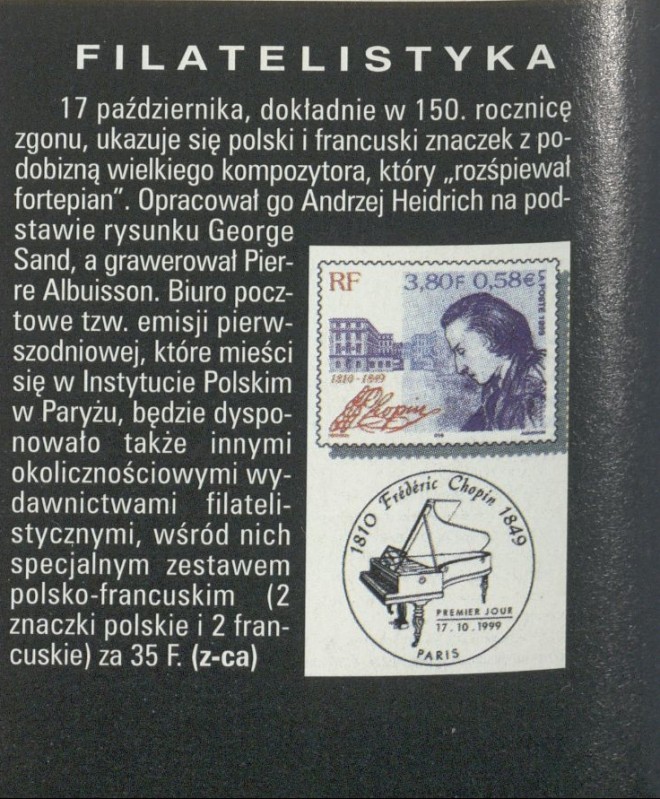 FILATELISTYKA
17 października, dokładnie w 150. rocznicę
zgonu, ukazuje się polski i francuski znaczek z po-
dobizną wielkiego kompozytora, który „rozśpiewał
fortepian”. Opracował go Andrzej Heidrich na pod-
stawie rysunku George
Sand, a grawerował Pier-
re Albuisson. Biuro pocz-
towe tzw. emisji pierw-
szodniowej, które mieści
się w Instytucie Polskim
w Paryżu, będzie dyspo-
nowało także innymi
okolicznościowymi wy-
dawnictwami filateli-
stycznymi, wśród nich
specjalnym zestawem
polsko-francuskim (2
znaczki polskie i 2 fran-
cuskie) za 35 F. (z-ca)
RF 3,80F 0,58€
LA POSTE 1999
1810-1849
Chopin
1810 Frédéric Chopin 1849
PREMIER JOUR
17.10.1999
PARIS